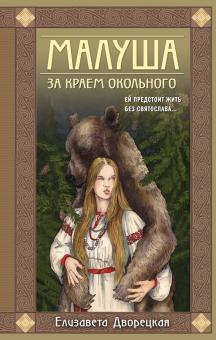 МАЛУША
ЗА КРАЕМ ОКОЛЬНОГО
ЕЙ ПРЕДСТОИТ ЖИТЬ
БЕЗ СВЯТОСЛАВА...
Елизавета Дворецкая